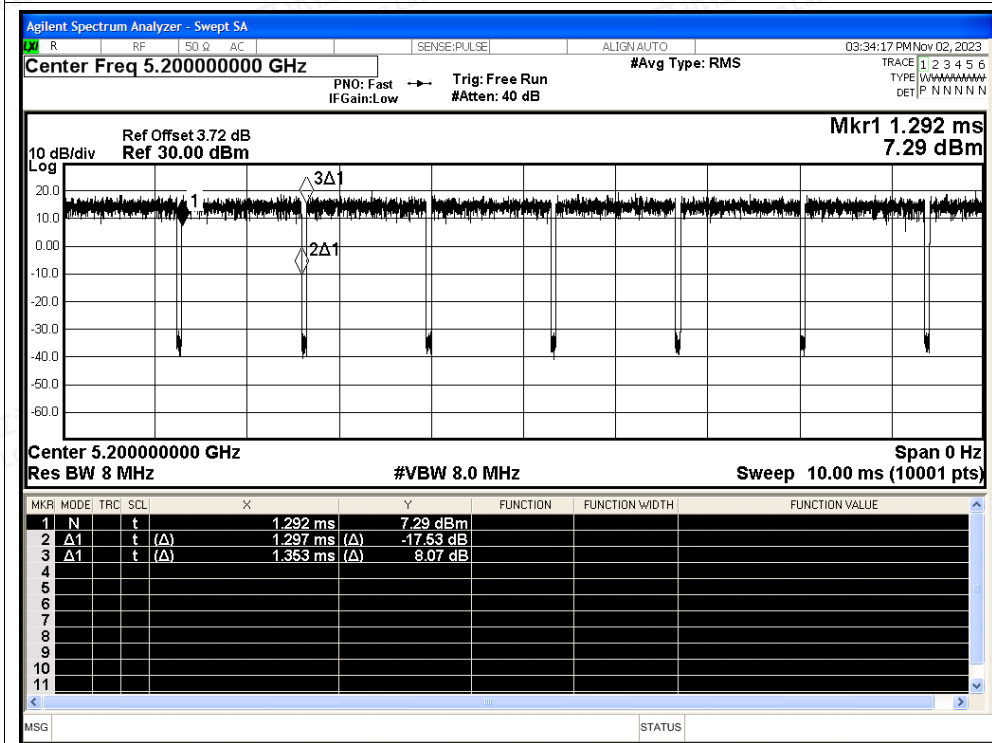 Agilent Spectrum Analyzer - Swept SA
LXI R RF 50 Ω AC SENSE:PULSE ALIGN AUTO 03:34:17 PM Nov 02, 2023
Center Freq 5.200000000 GHz #Avg Type: RMS TRACE 1 2 3 4 5 6
PNO: Fast Trig: Free Run TYPE
IFGain:Low #Atten: 40 dB DET P N N N N N
Mkr1 1.292 ms
7.29 dBm
Ref Offset 3.72 dB
10 dB/div Ref 30.00 dBm
Log
3Δ1
20.0
1
10.0
0.00
2Δ1
-10.0
-20.0
-30.0
-40.0
-50.0
-60.0
Center 5.200000000 GHz Span 0 Hz
Res BW 8 MHz #VBW 8.0 MHz Sweep 10.00 ms (10001 pts)
MKR MODE TRC SCL X Y FUNCTION FUNCTION WIDTH FUNCTION VALUE
1 N t 1.292 ms 7.29 dBm
2 Δ1 t (Δ) 1.297 ms (Δ) -17.53 dB
3 Δ1 t (Δ) 1.353 ms (Δ) 8.07 dB
4
5
6
7
8
9
10
11
MSG STATUS